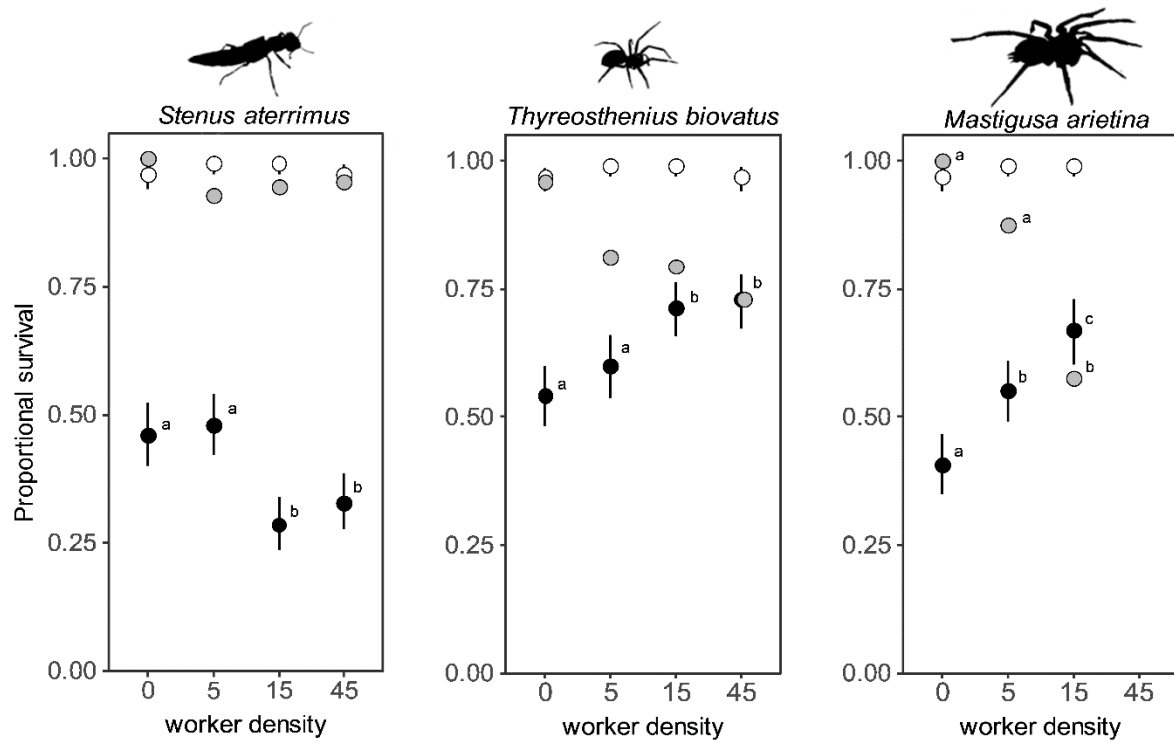 Stenus aterrimus
Thyreosthenius biovatus
Mastigusa arietina
Proportional survival
1.00
0.75
0.50
0.25
0.00
a
a
b
b
0
5
15
45
worker density
1.00
0.75
0.50
0.25
0.00
a
a
b
b
0
5
15
45
worker density
1.00
0.75
0.50
0.25
0.00
a
a
c
b
b
a
0
5
15
45
worker density